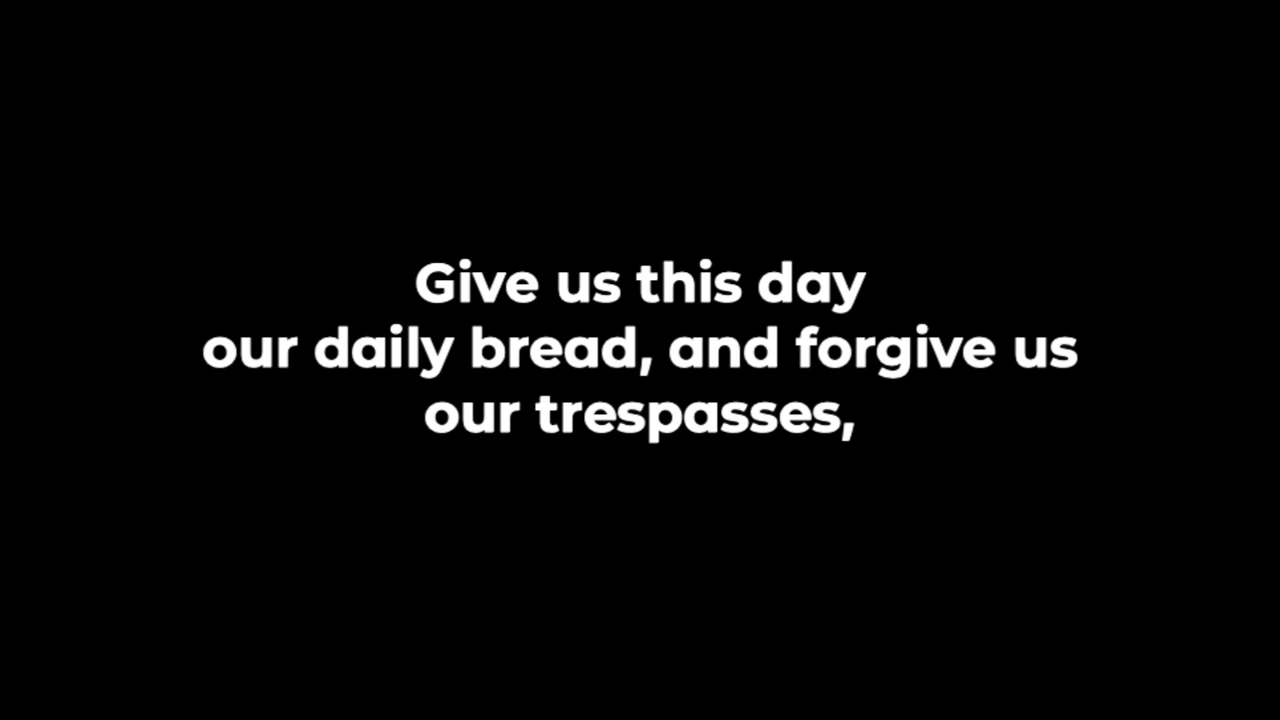 Give us this day
our daily bread, and forgive us
our trespasses,